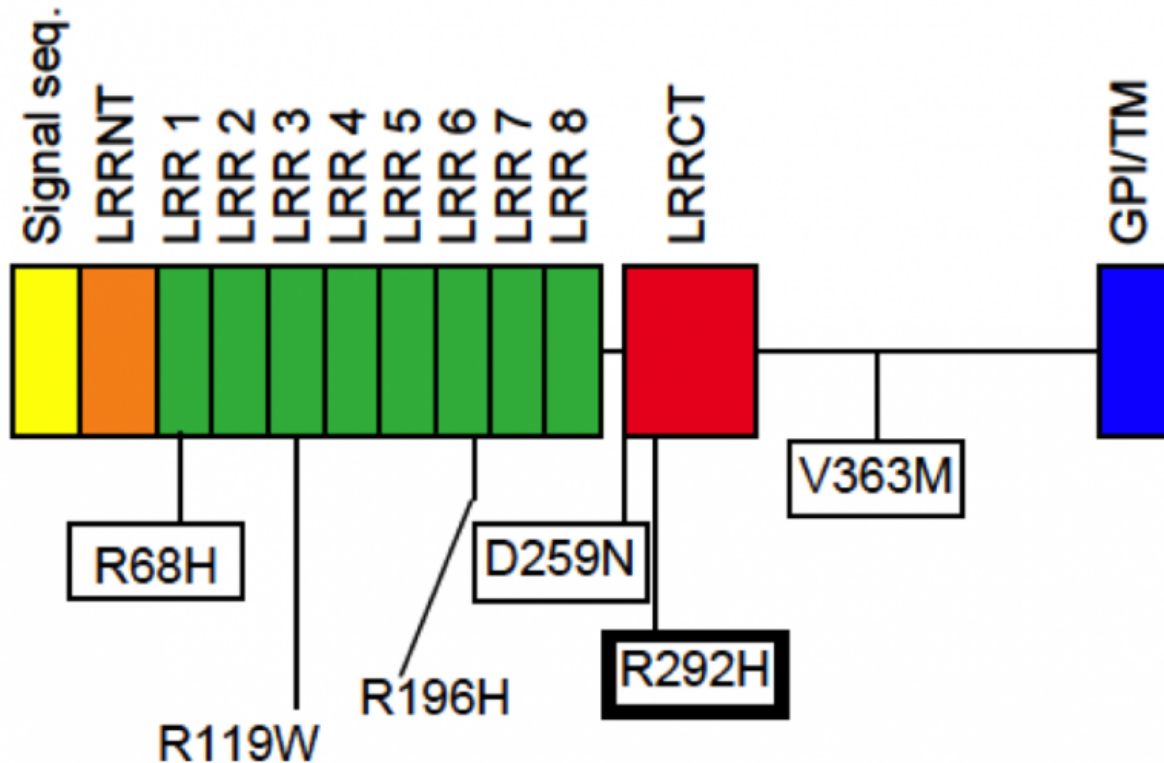 Signal seq.
LRRNT
LRR 1
LRR 2
LRR 3
LRR 4
LRR 5
LRR 6
LRR 7
LRR 8
LRRCT
GPI/TM
V363M
R68H
D259N
R292H
R196H
R119W